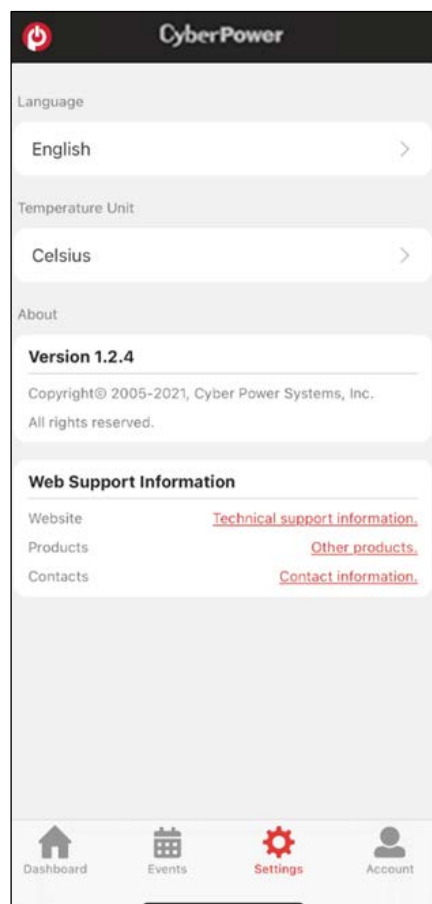 CyberPower
Language
English
Temperature Unit
Celsius
About
Version 1.2.4
Copyright© 2005-2021, Cyber Power Systems, Inc.
All rights reserved.
Web Support Information
Website Technical support information.
Products Other products.
Contacts Contact information.
Dashboard Events Settings Account